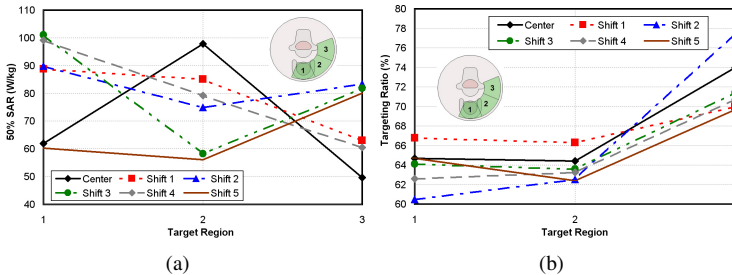 110
100
90
80
70
60
50
40
50% SAR (W/kg)
1
2
3
Target Region
Center
Shift 1
Shift 2
Shift 3
Shift 4
Shift 5
3
2
1
(a)
80
78
76
74
72
70
68
66
64
62
60
Targeting Ratio (%)
1
2
Target Region
Center
Shift 1
Shift 2
Shift 3
Shift 4
Shift 5
3
2
1
(b)